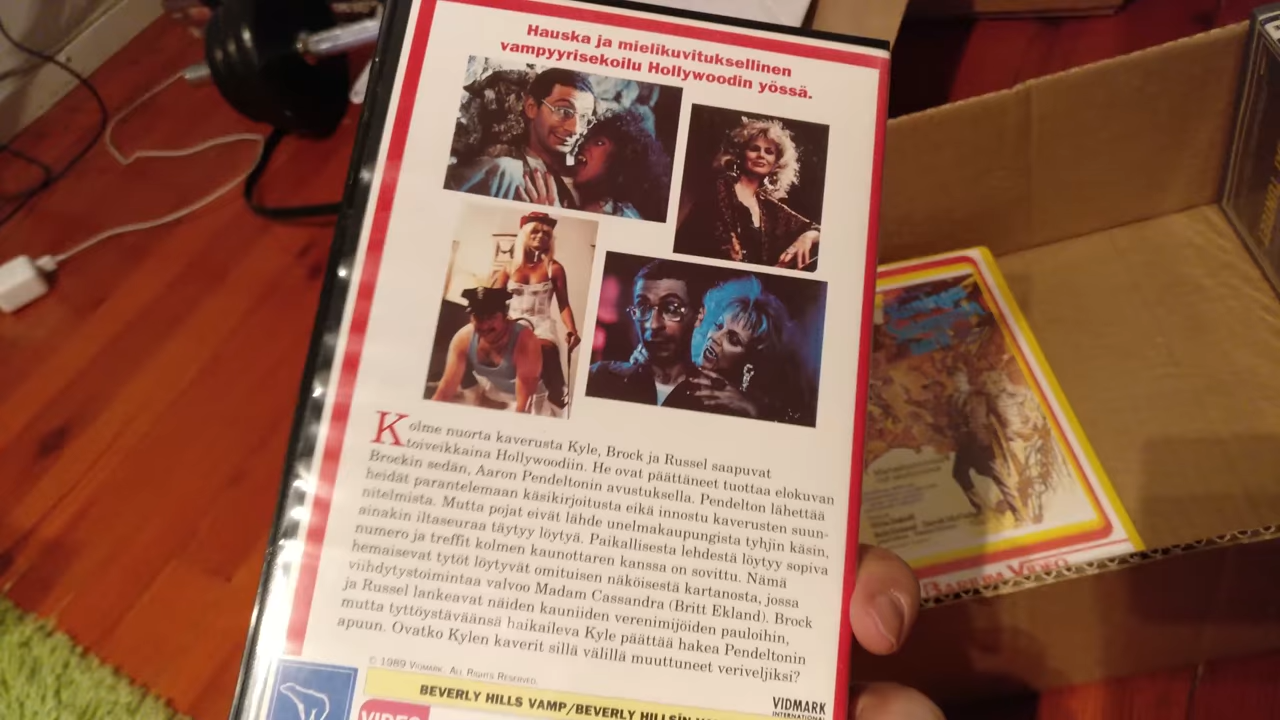 Hauska ja mielikuvituksellinen
vampyyrisekoilu Hollywoodin yössä.
Kolme nuorta kaverusta Kyle, Brock ja Russel saapuvat
toiveikkaina Hollywoodiin. He ovat päättäneet tuottaa elokuvan
Brockin sedän, Aaron Pendeltonin avustuksella. Pendelton lähettää
heidät parantelemaan käsikirjoitusta eikä innostu kaverusten suun-
nitelmista. Mutta pojat eivät lähde unelmakaupungista tyhjin käsin,
ainakin iltaseuraa täytyy löytyä. Paikallisesta lehdestä löytyy sopiva
numero ja treffit kolmen kaunottaren kanssa on sovittu. Nämä
hemaisevat tytöt löytyvät omituisen näköisestä kartanosta, jossa
viihdytystoimintaa valvoo Madam Cassandra (Britt Ekland). Brock
ja Russel lankeavat näiden kauniiden verenimijöiden pauloihin,
mutta tyttöystäväänsä haikaileva Kyle päättää hakea Pendeltonin
apuun. Ovatko Kylen kaverit sillä välillä muuttuneet veriveljiksi?
© 1989 VIDMARK. ALL RIGHTS RESERVED.
BEVERLY HILLS VAMP/BEVERLY HILLSIN
VIDMARK
INTERNATIONAL
VIDEO
VIDEO